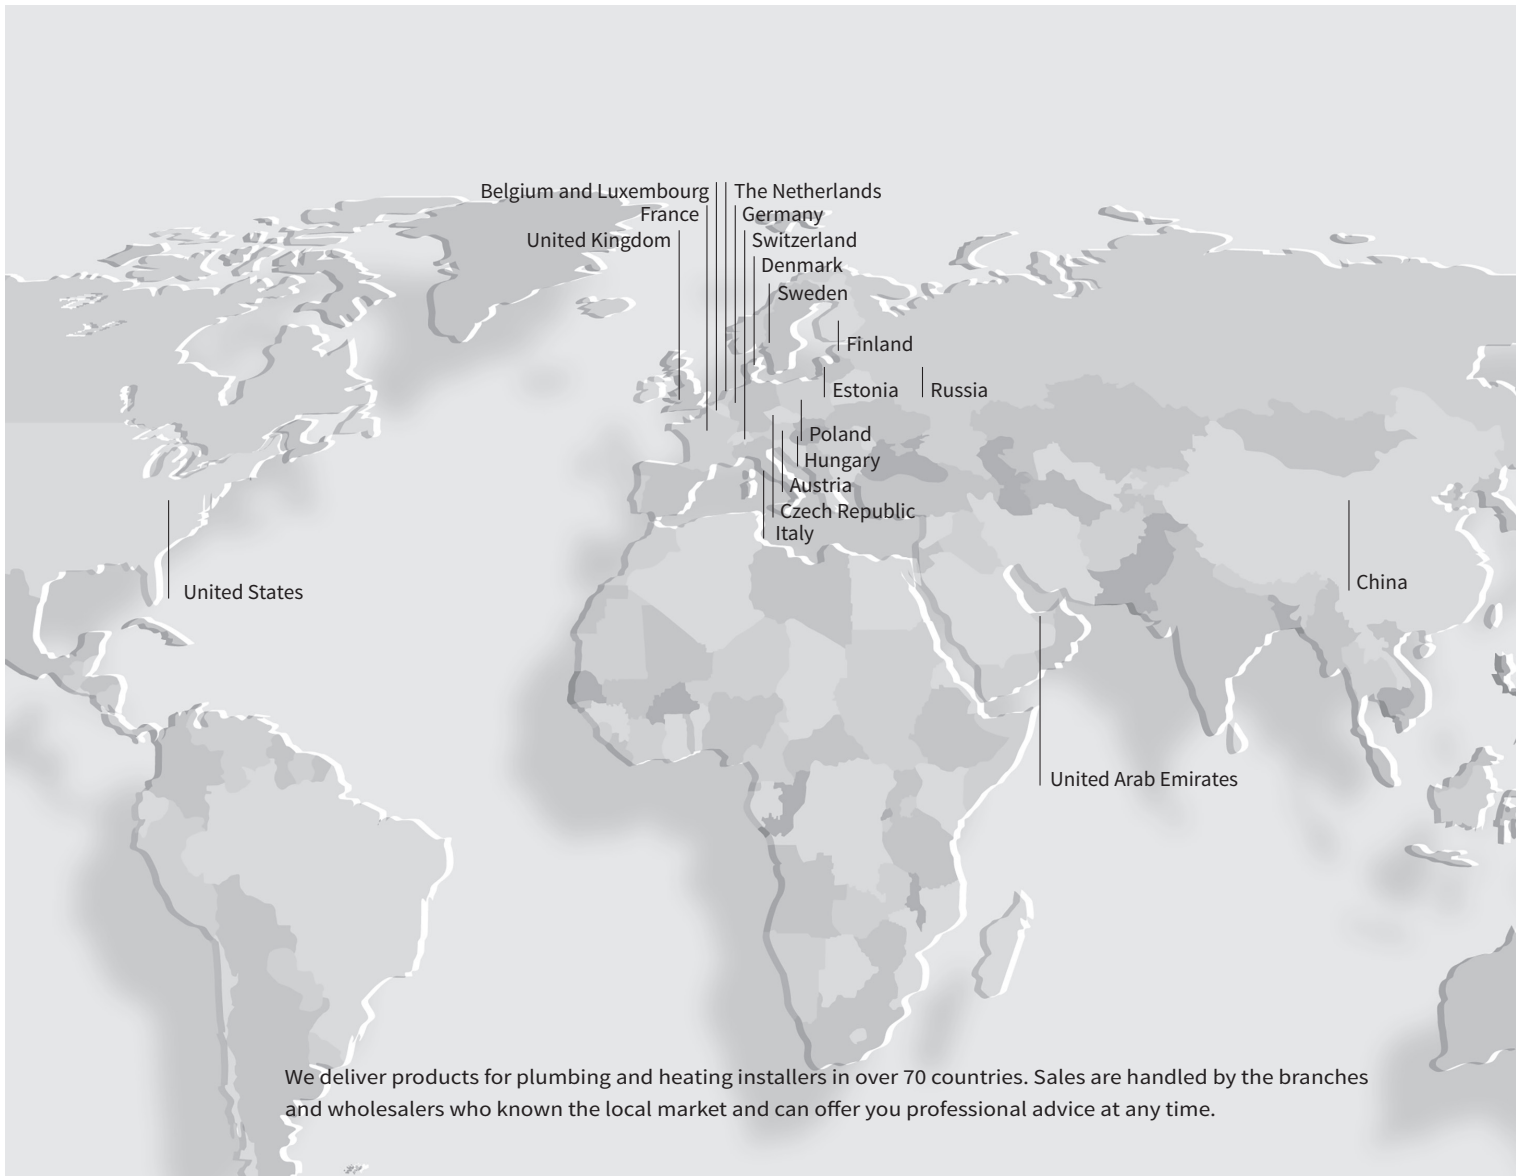 Belgium and Luxembourg
The Netherlands
France
Germany
United Kingdom
Switzerland
Denmark
Sweden
Finland
Estonia
Russia
Poland
Hungary
Austria
Czech Republic
Italy
United States
China
United Arab Emirates
We deliver products for plumbing and heating installers in over 70 countries. Sales are handled by the branches
and wholesalers who known the local market and can offer you professional advice at any time.